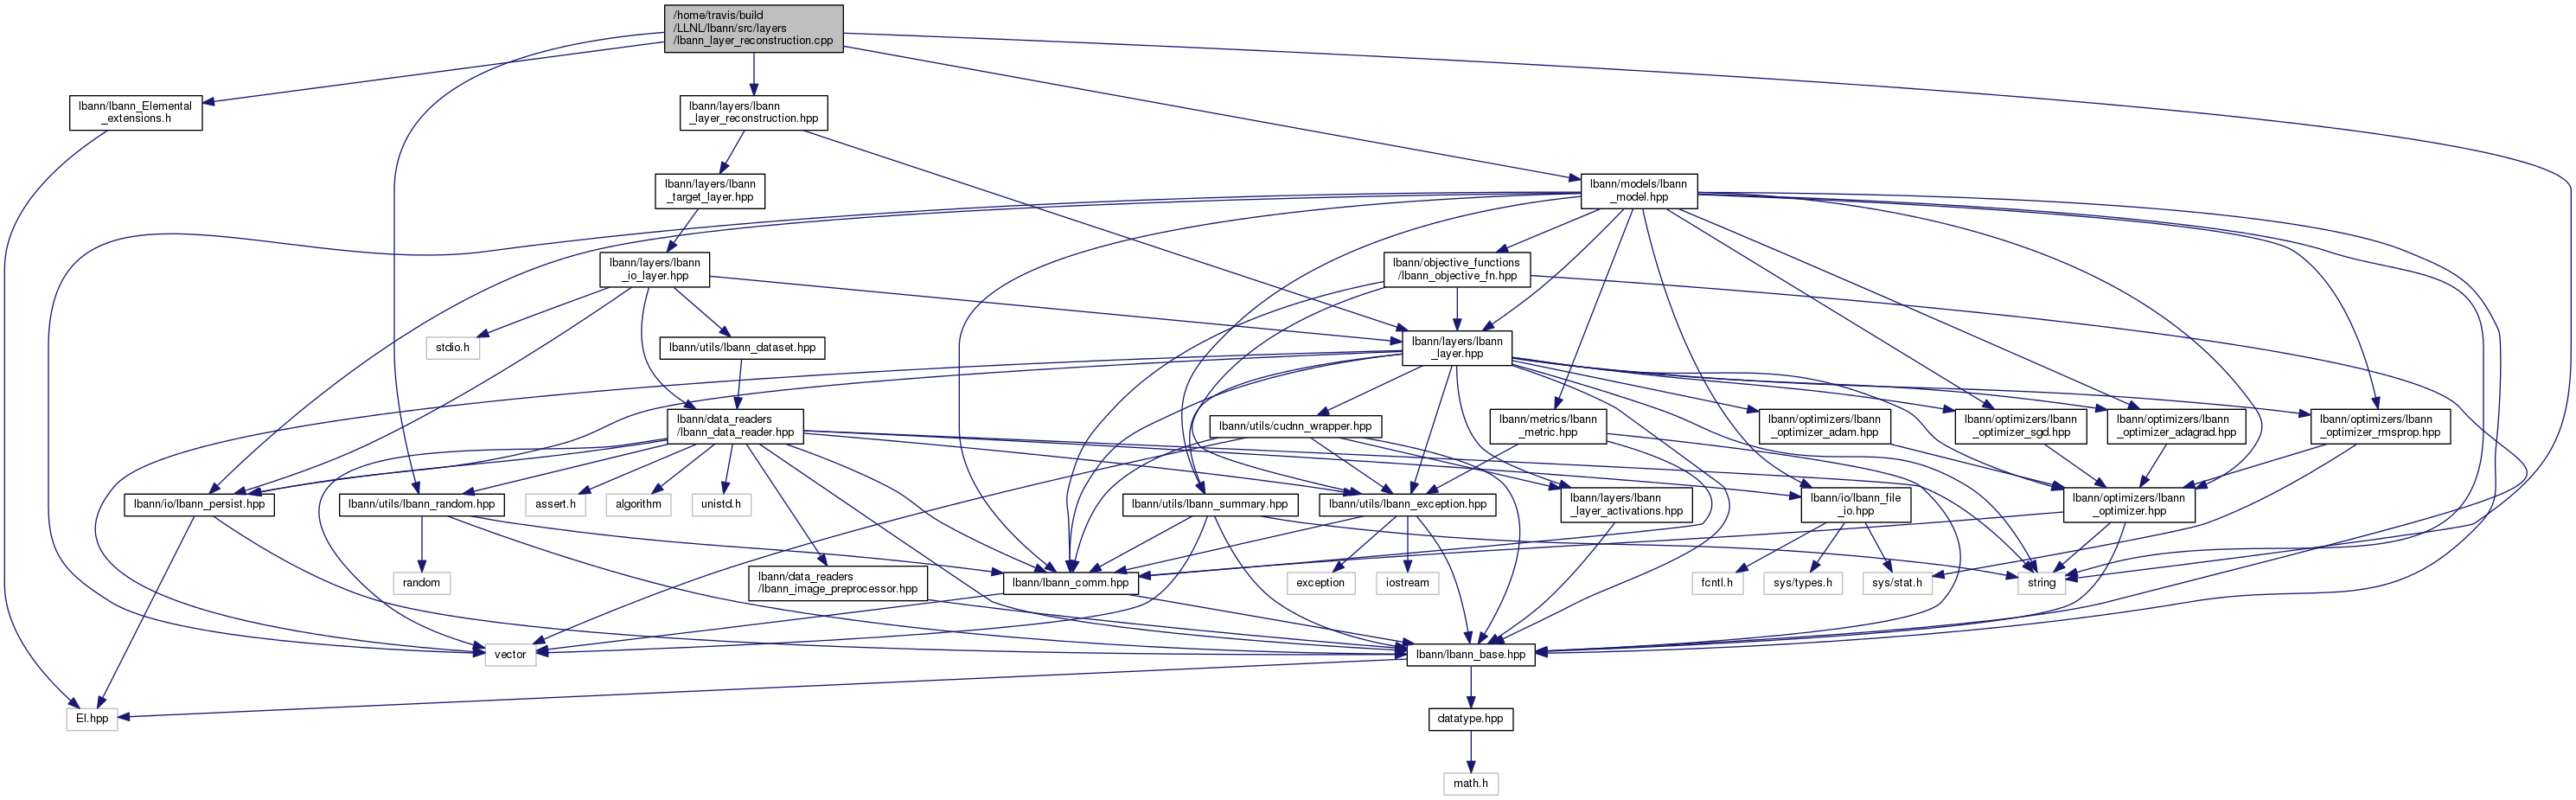 /home/travis/build
/LLNL/lbann/src/layers
/lbann_layer_reconstruction.cpp
lbann/lbann_Elemental
_extensions.h
lbann/layers/lbann
_layer_reconstruction.hpp
lbann/layers/lbann
_target_layer.hpp
lbann/models/lbann
_model.hpp
lbann/layers/lbann
_io_layer.hpp
lbann/objective_functions
/lbann_objective_fn.hpp
stdio.h
lbann/utils/lbann_dataset.hpp
lbann/layers/lbann
_layer.hpp
lbann/data_readers
/lbann_data_reader.hpp
lbann/utils/cudnn_wrapper.hpp
lbann/metrics/lbann
_metric.hpp
lbann/optimizers/lbann
_optimizer_adam.hpp
lbann/optimizers/lbann
_optimizer_sgd.hpp
lbann/optimizers/lbann
_optimizer_adagrad.hpp
lbann/optimizers/lbann
_optimizer_rmsprop.hpp
lbann/io/lbann_persist.hpp
lbann/utils/lbann_random.hpp
assert.h
algorithm
unistd.h
lbann/utils/lbann_summary.hpp
lbann/utils/lbann_exception.hpp
lbann/layers/lbann
_layer_activations.hpp
lbann/io/lbann_file
_io.hpp
lbann/optimizers/lbann
_optimizer.hpp
random
lbann/data_readers
/lbann_image_preprocessor.hpp
lbann/lbann_comm.hpp
exception
iostream
fcntl.h
sys/types.h
sys/stat.h
string
vector
lbann/lbann_base.hpp
El.hpp
datatype.hpp
math.h